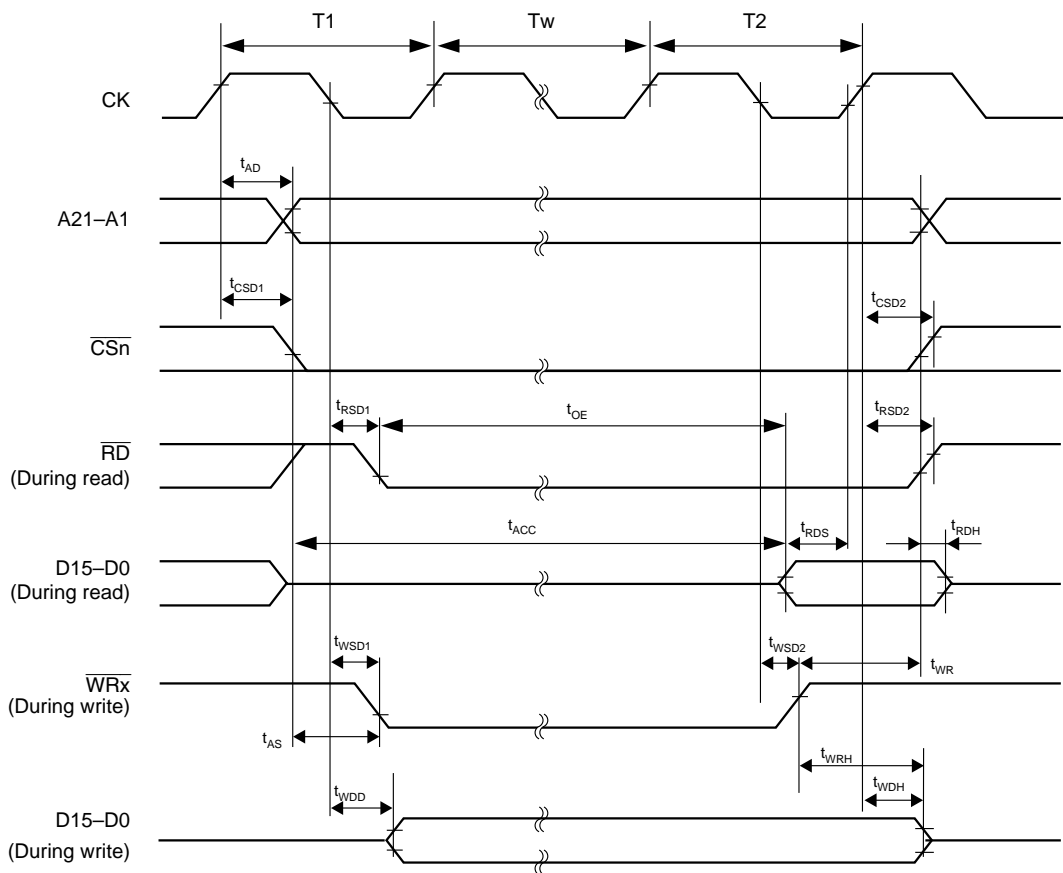 T1
Tw
T2
CK
tAD
A21–A1
tCSD1
tCSD2
CSn
tRSD1
tOE
tRSD2
RD
(During read)
tACC
tRDS
tRDH
D15–D0
(During read)
tWSD1
tWSD2
tWR
WRx
(During write)
tAS
tWRH
tWDD
tWDH
D15–D0
(During write)